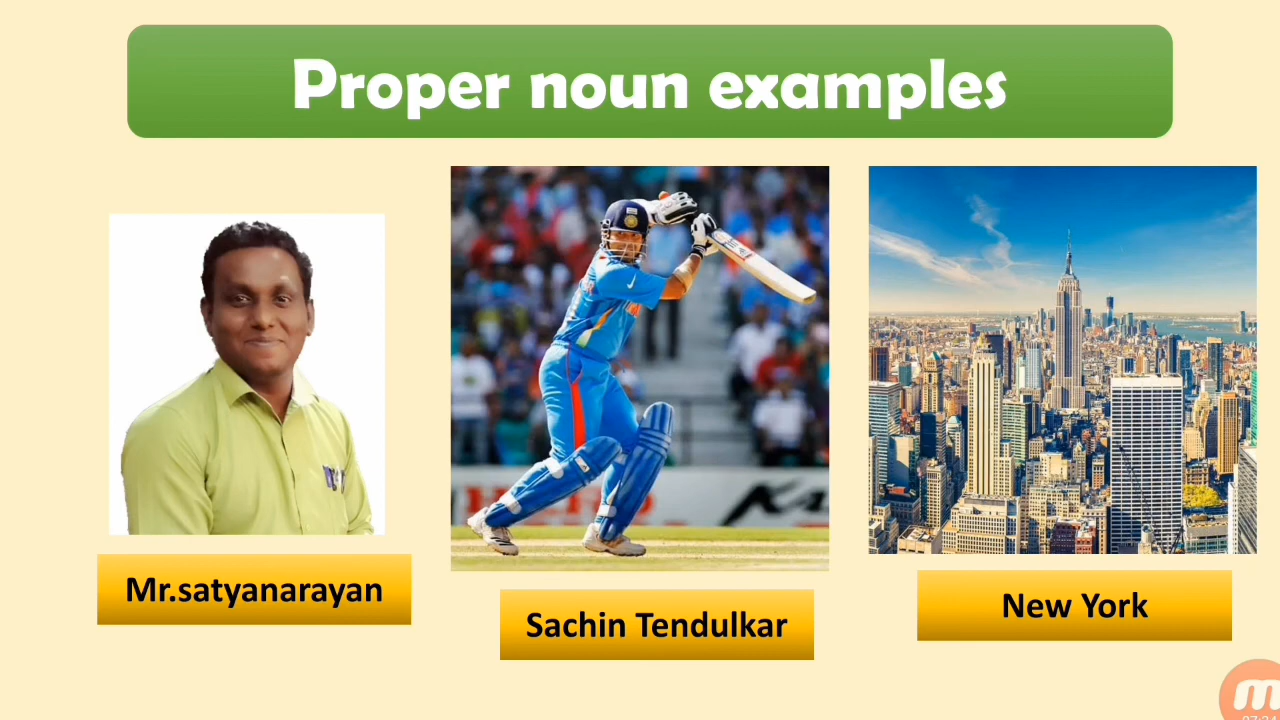 Proper noun examples
Mr.satyanarayan
Sachin Tendulkar
New York